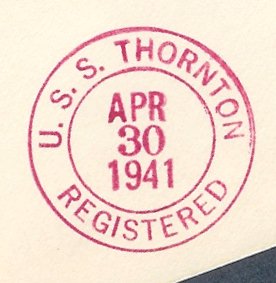 U. S. S. THORNTON
APR
30
1941
REGISTERED